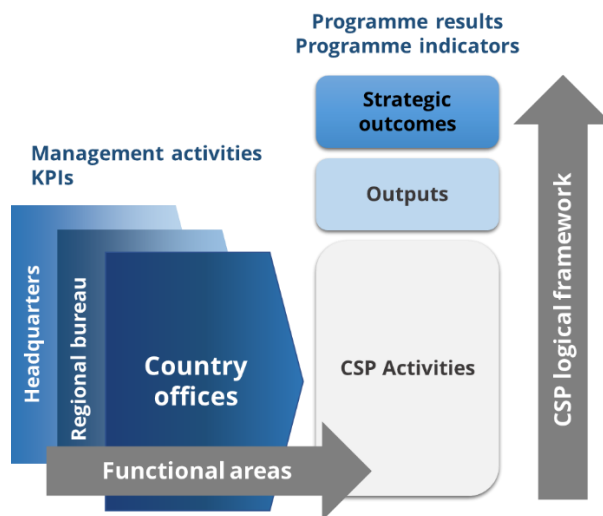 Programme results
Programme indicators
Strategic
outcomes
Management activities
KPIs
Outputs
Headquarters
Regional bureau
Country
offices
CSP Activities
CSP logical framework
Functional areas